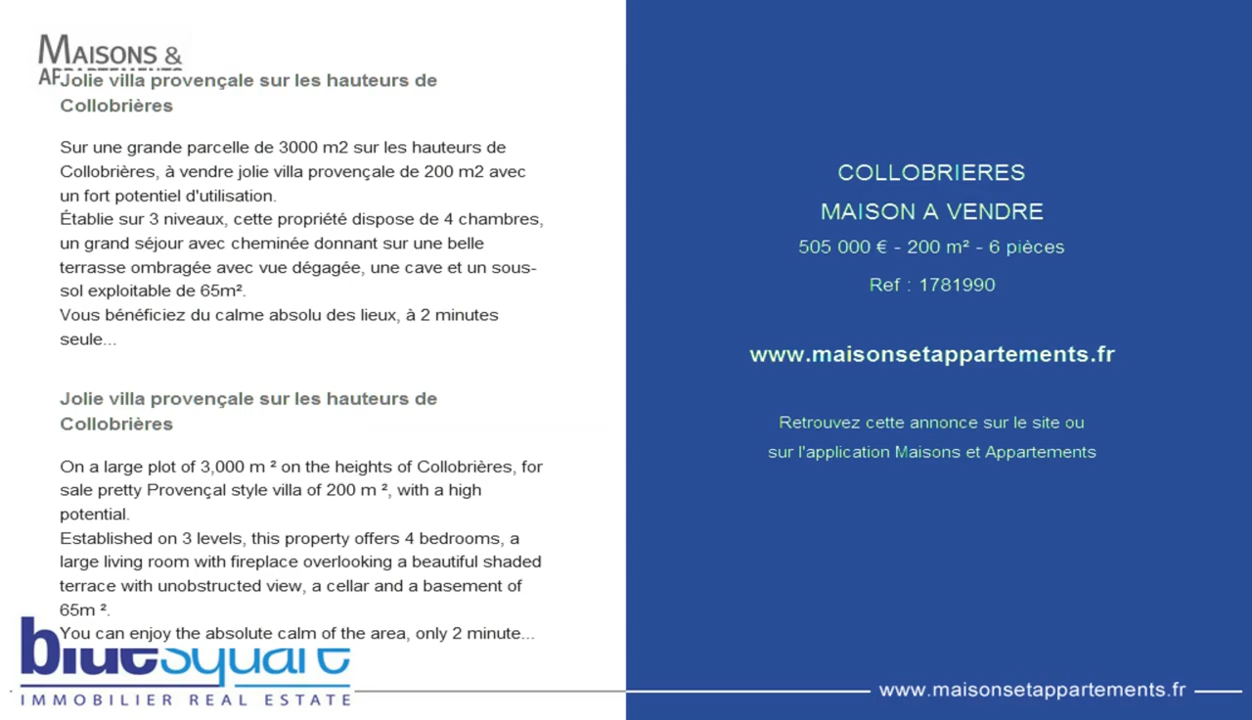 MAISONS &
Jolie villa provençale sur les hauteurs de
Collobrières
Sur une grande parcelle de 3000 m2 sur les hauteurs de
Collobrières, à vendre jolie villa provençale de 200 m2 avec
un fort potentiel d'utilisation.
Établie sur 3 niveaux, cette propriété dispose de 4 chambres,
un grand séjour avec cheminée donnant sur une belle
terrasse ombragée avec vue dégagée, une cave et un sous-
sol exploitable de 65m².
Vous bénéficiez du calme absolu des lieux, à 2 minutes
seule...
Jolie villa provençale sur les hauteurs de
Collobrières
On a large plot of 3,000 m ² on the heights of Collobrières, for
sale pretty Provençal style villa of 200 m ², with a high
potential.
Established on 3 levels, this property offers 4 bedrooms, a
large living room with fireplace overlooking a beautiful shaded
terrace with unobstructed view, a cellar and a basement of
65m ².
You can enjoy the absolute calm of the area, only 2 minute...
bluesquare
IMMOBILIER REAL ESTATE
COLLOBRIERES
MAISON A VENDRE
505 000 € - 200 m² - 6 pièces
Ref : 1781990
www.maisonsetappartements.fr
Retrouvez cette annonce sur le site ou
sur l'application Maisons et Appartements
www.maisonsetappartements.fr